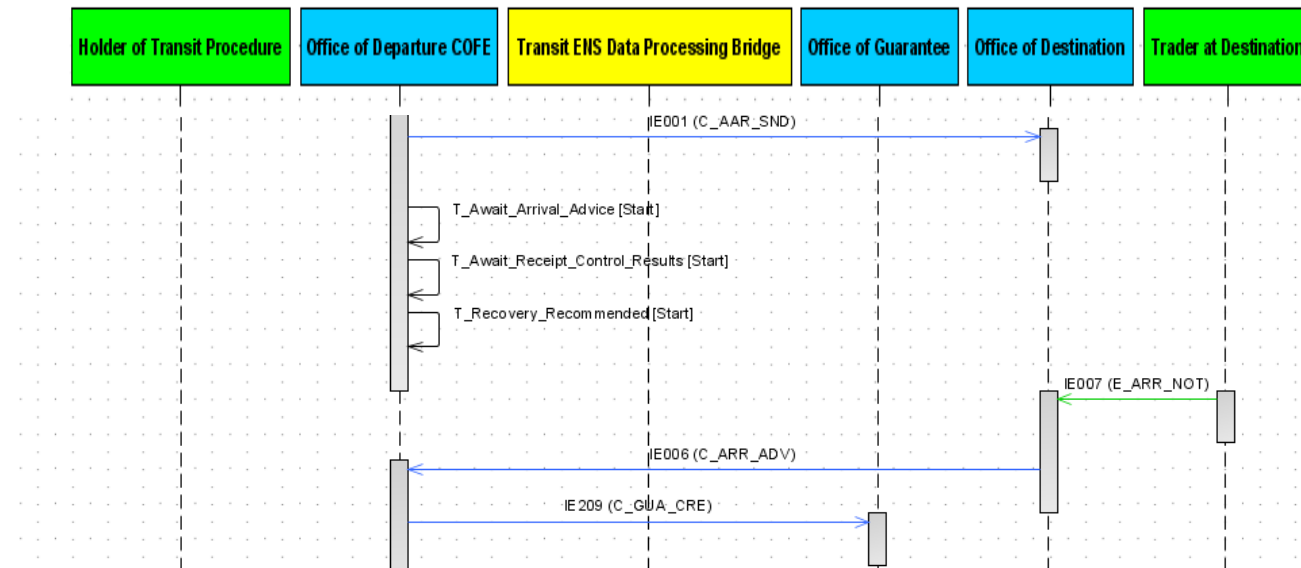 Holder of Transit Procedure
Office of Departure COFE
Transit ENS Data Processing Bridge
Office of Guarantee
Office of Destination
Trader at Destination
IE001 (C_AAR_SND)
T_Await_Arrival_Advice [Start]
T_Await_Receipt_Control_Results [Start]
T_Recovery_Recommended [Start]
IE007 (E_ARR_NOT)
IE006 (C_ARR_ADV)
IE209 (C_GUA_CRE)